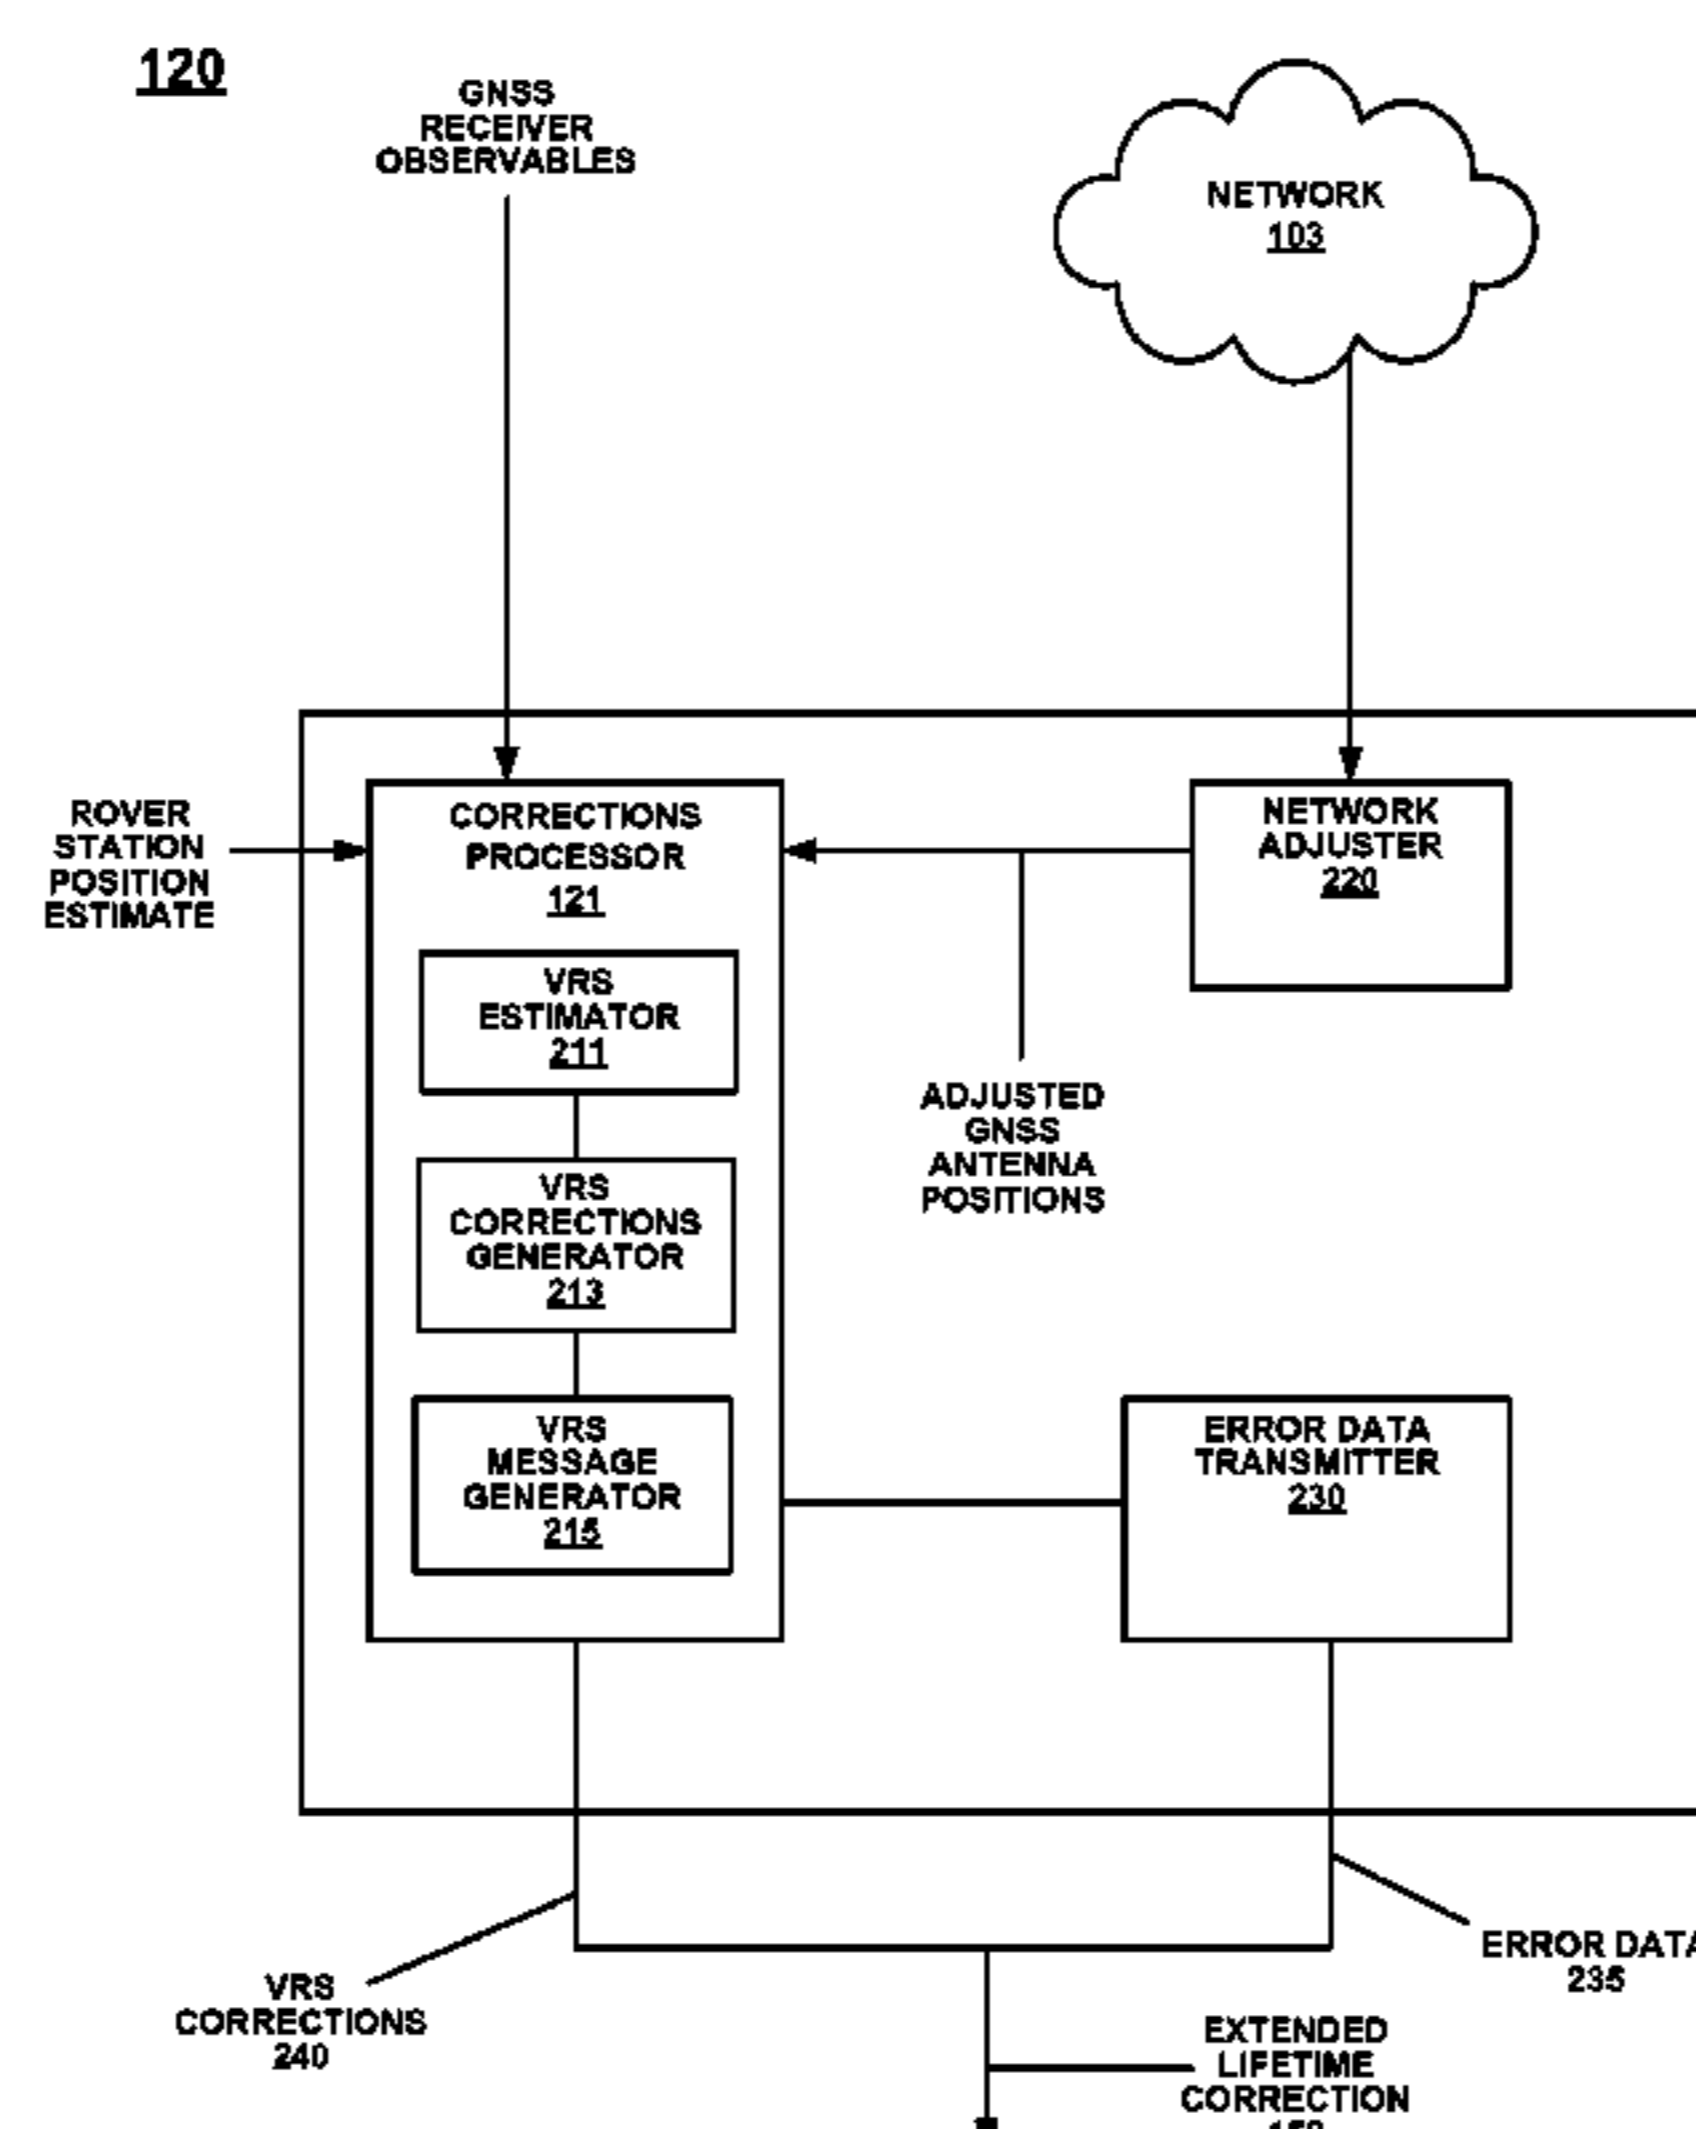 120
GNSS
RECEIVER
OBSERVABLES
NETWORK
103
ROVER
STATION
POSITION
ESTIMATE
CORRECTIONS
PROCESSOR
121
NETWORK
ADJUSTER
220
VRS
ESTIMATOR
211
ADJUSTED
GNSS
ANTENNA
POSITIONS
VRS
CORRECTIONS
GENERATOR
213
VRS
MESSAGE
GENERATOR
215
ERROR DATA
TRANSMITTER
230
VRS
CORRECTIONS
240
ERROR DATA
235
EXTENDED
LIFETIME
CORRECTION